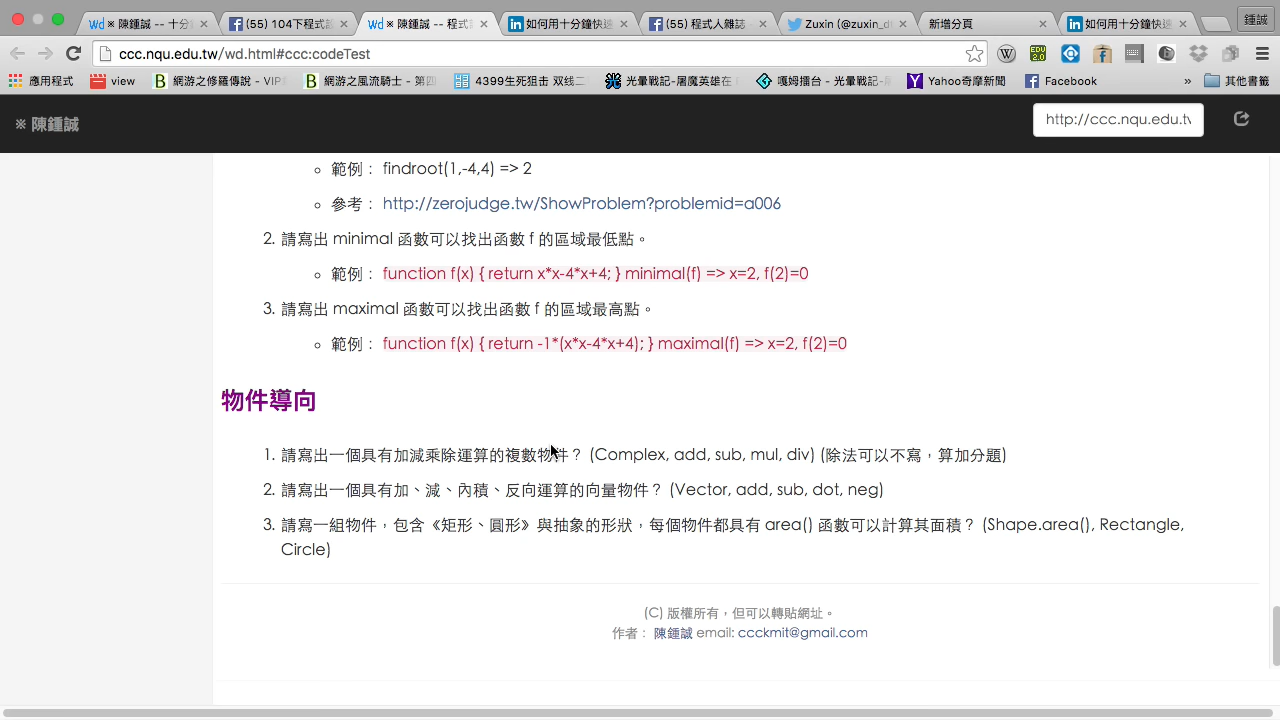 Wd ※ 陳鍾誠 -- 十分
(55) 104下程式設
Wd ※ 陳鍾誠 -- 程式
如何用十分鐘快速
(55) 程式人雜誌
Zuxin (@zuxin_d
新增分頁
如何用十分鐘快速
鍾誠
ccc.nqu.edu.tw/wd.html#ccc:codeTest
應用程式
view
網游之修羅傳說 - VIP
網游之風流騎士 - 第四
4399生死狙击 双线二
光暈戰記-屠魔英雄在
嘎姆擂台 - 光暈戰記-
Yahoo奇摩新聞
Facebook
»
其他書籤
※ 陳鍾誠
http://ccc.nqu.edu.tw
範例： findroot(1,-4,4) => 2
參考： http://zerojudge.tw/ShowProblem?problemid=a006
2. 請寫出 minimal 函數可以找出函數 f 的區域最低點。
範例： function f(x) { return x*x-4*x+4; } minimal(f) => x=2, f(2)=0
3. 請寫出 maximal 函數可以找出函數 f 的區域最高點。
範例： function f(x) { return -1*(x*x-4*x+4); } maximal(f) => x=2, f(2)=0
物件導向
1. 請寫出一個具有加減乘除運算的複數物件？ (Complex, add, sub, mul, div) (除法可以不寫，算加分題)
2. 請寫出一個具有加、減、內積、反向運算的向量物件？ (Vector, add, sub, dot, neg)
3. 請寫一組物件，包含《矩形、圓形》與抽象的形狀，每個物件都具有 area() 函數可以計算其面積？ (Shape.area(), Rectangle,
Circle)
(C) 版權所有，但可以轉貼網址。
作者： 陳鍾誠 email: ccckmit@gmail.com